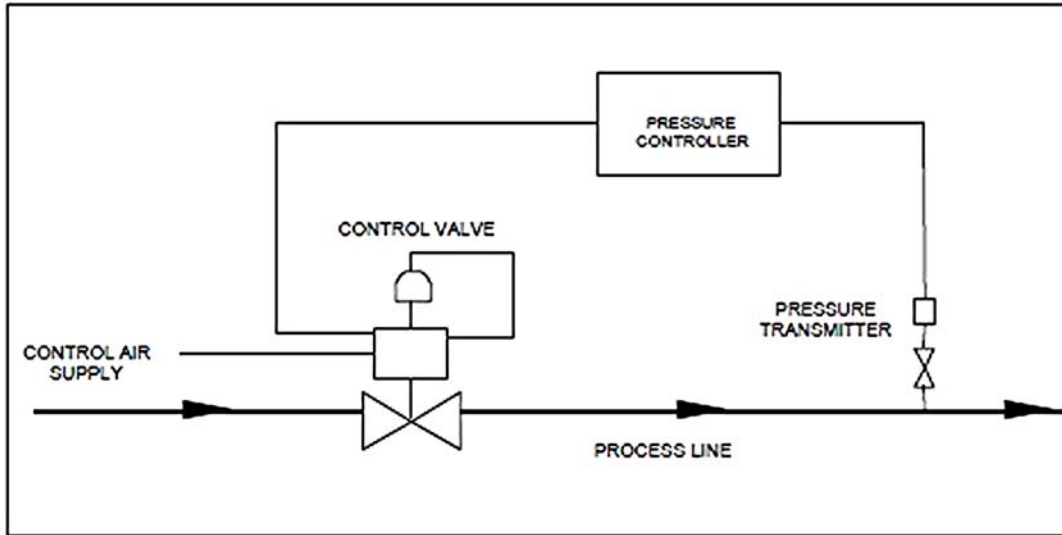 PRESSURE
CONTROLLER
CONTROL VALVE
PRESSURE
TRANSMITTER
CONTROL AIR
SUPPLY
PROCESS LINE